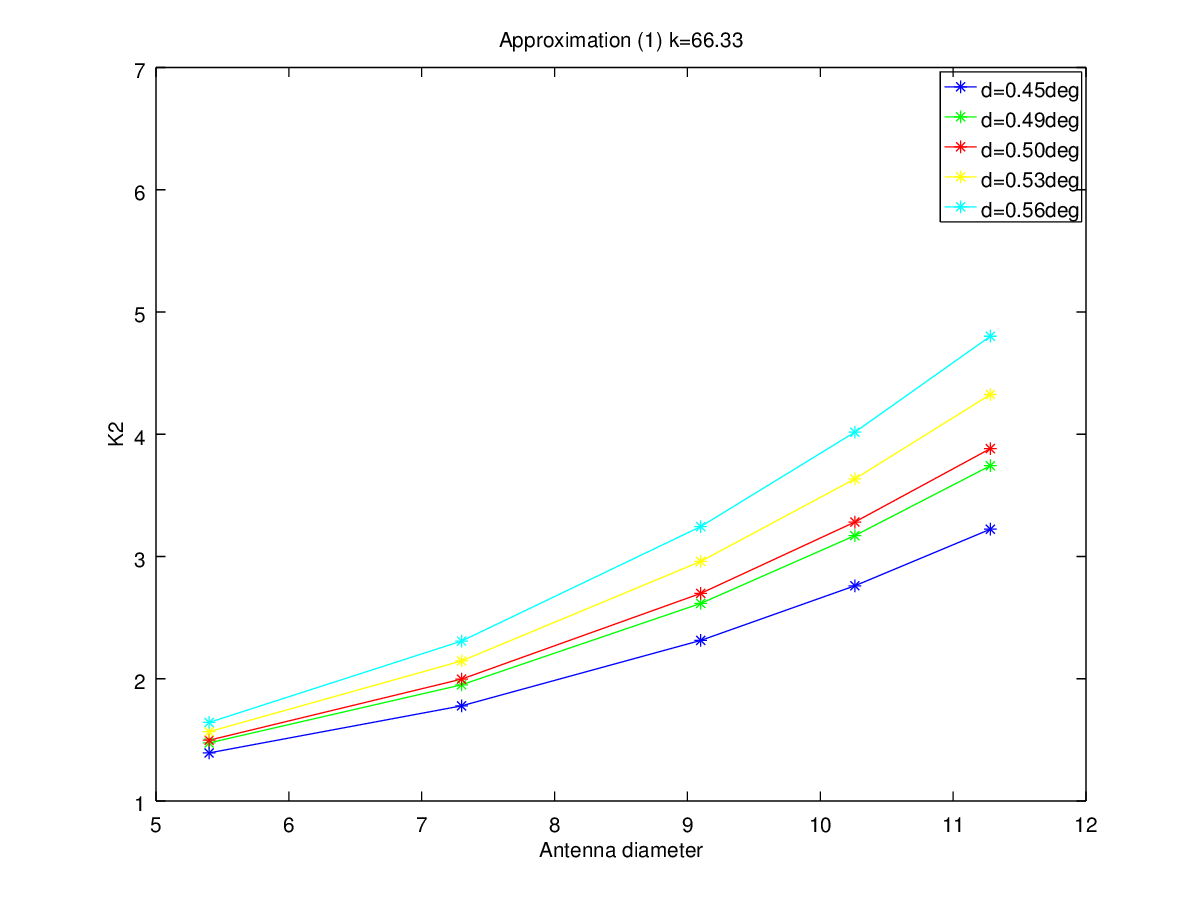 Approximation (1) k=66.33
7
6
5
4
3
2
1
K2
d=0.45deg
d=0.49deg
d=0.50deg
d=0.53deg
d=0.56deg
5 6 7 8 9 10 11 12
Antenna diameter